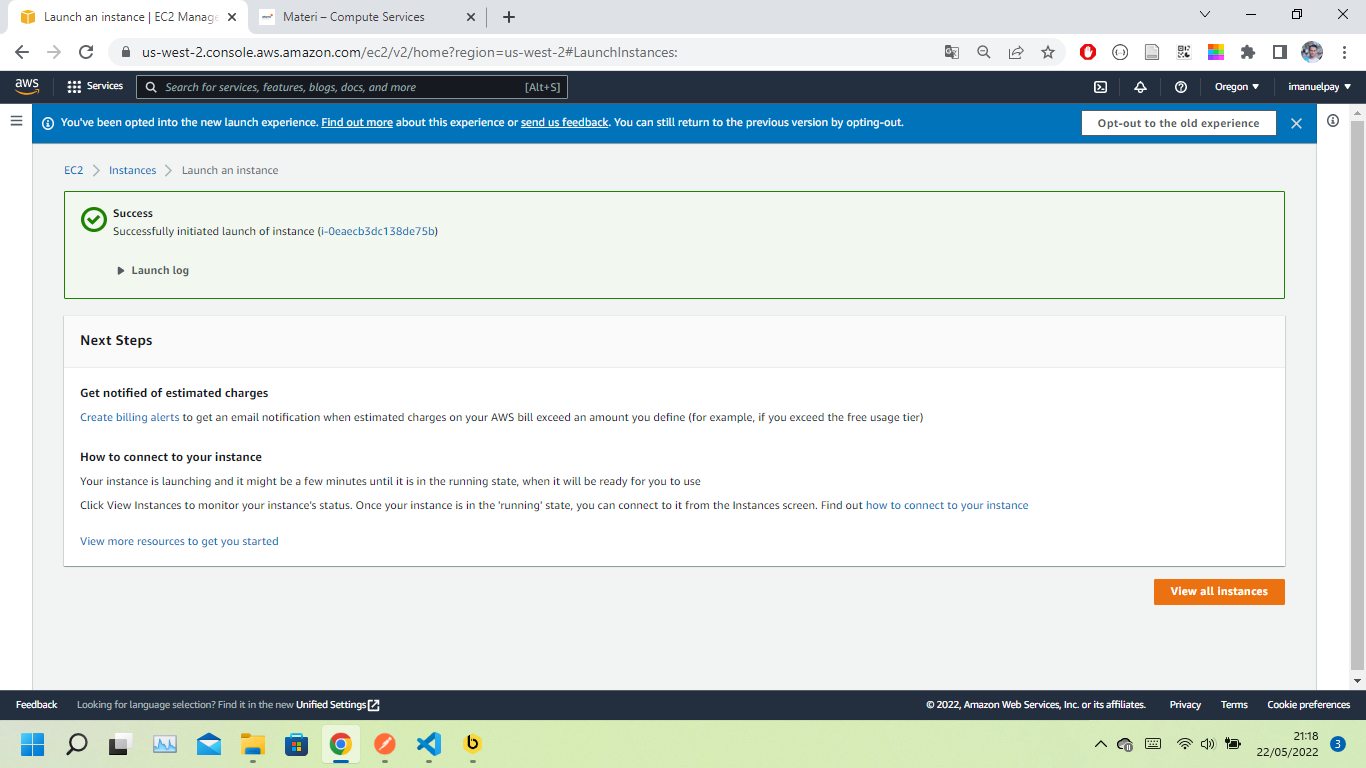 Launch an instance | EC2 Manage
Materi – Compute Services
us-west-2.console.aws.amazon.com/ec2/v2/home?region=us-west-2#LaunchInstances:
aws
Services
Search for services, features, blogs, docs, and more
[Alt+S]
Oregon
imanuelpay
You've been opted into the new launch experience. Find out more about this experience or send us feedback. You can still return to the previous version by opting-out.
Opt-out to the old experience
EC2
Instances
Launch an instance
Success
Successfully initiated launch of instance (i-0eaecb3dc138de75b)
Launch log
Next Steps
Get notified of estimated charges
Create billing alerts to get an email notification when estimated charges on your AWS bill exceed an amount you define (for example, if you exceed the free usage tier)
How to connect to your instance
Your instance is launching and it might be a few minutes until it is in the running state, when it will be ready for you to use
Click View Instances to monitor your instance's status. Once your instance is in the 'running' state, you can connect to it from the Instances screen. Find out how to connect to your instance
View more resources to get you started
View all instances
Feedback
Looking for language selection? Find it in the new Unified Settings
© 2022, Amazon Web Services, Inc. or its affiliates.
Privacy
Terms
Cookie preferences
21:18
22/05/2022
3